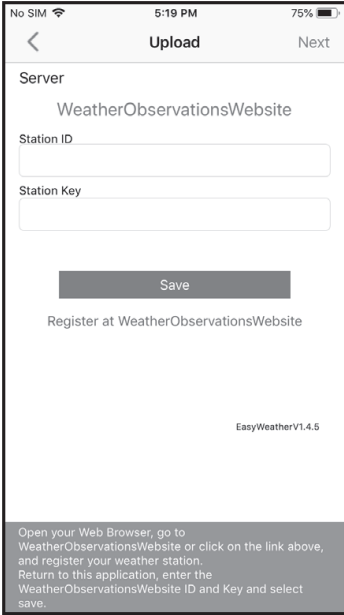 No SIM 5:19 PM 75%
Upload Next
Server
WeatherObservationsWebsite
Station ID
Station Key
Save
Register at WeatherObservationsWebsite
EasyWeatherV1.4.5
Open your Web Browser, go to
WeatherObservationsWebsite or click on the link above,
and register your weather station.
Return to this application, enter the
WeatherObservationsWebsite ID and Key and select
save.